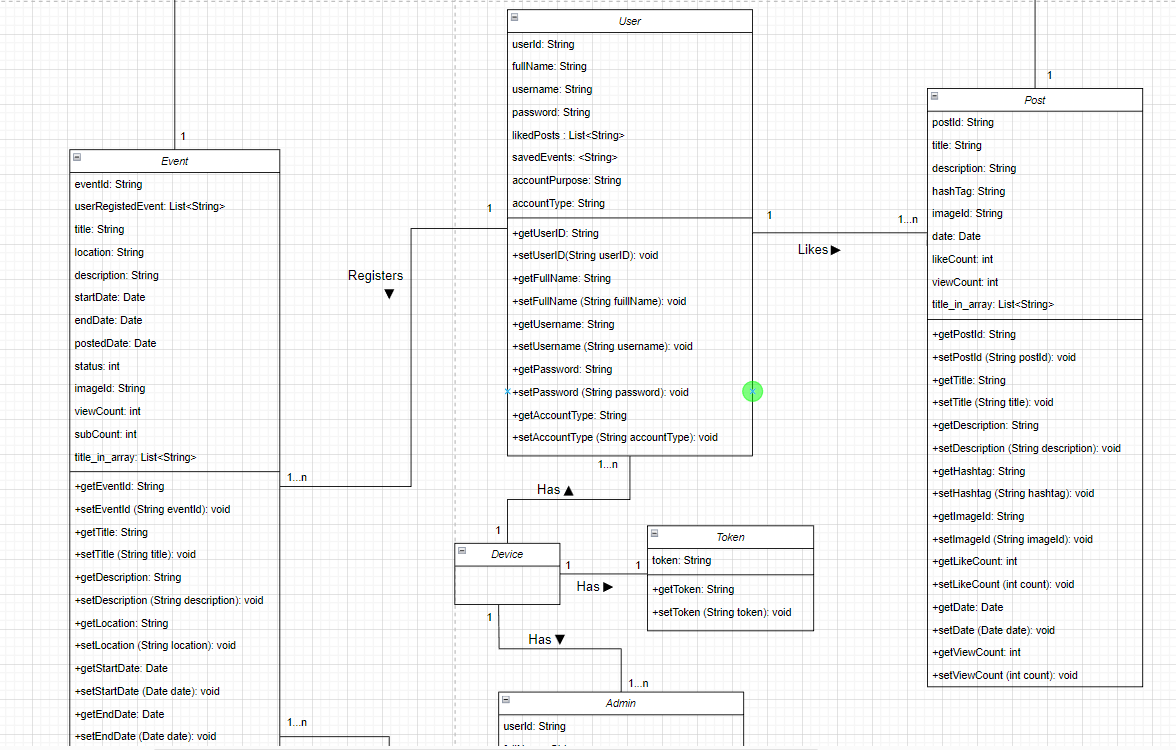 1
Event
eventId: String
userRegistedEvent: List<String>
title: String
location: String
description: String
startDate: Date
endDate: Date
postedDate: Date
status: int
imageId: String
viewCount: int
subCount: int
title_in_array: List<String>
+getEventId: String
+setEventId (String eventId): void
+getTitle: String
+setTitle (String title): void
+getDescription: String
+setDescription (String description): void
+getLocation: String
+setLocation (String location): void
+getStartDate: Date
+setStartDate (Date date): void
+getEndDate: Date
+setEndDate (Date date): void
1...n
1...n
Registers ▼
1
User
userId: String
fullName: String
username: String
password: String
likedPosts : List<String>
savedEvents: <String>
accountPurpose: String
accountType: String
+getUserID: String
+setUserID(String userID): void
+getFullName: String
+setFullName (String fuillName): void
+getUsername: String
+setUsername (String username): void
+getPassword: String
+setPassword (String password): void
+getAccountType: String
+setAccountType (String accountType): void
1
1...n
Likes ▶
1...n
Has ▲
1
Device
1
1
Has ▶
Token
token: String
+getToken: String
+setToken (String token): void
1
Has ▼
1...n
Admin
userId: String
1
Post
postId: String
title: String
description: String
hashTag: String
imageId: String
date: Date
likeCount: int
viewCount: int
title_in_array: List<String>
+getPostId: String
+setPostId (String postId): void
+getTitle: String
+setTitle (String title): void
+getDescription: String
+setDescription (String description): void
+getHashtag: String
+setHashtag (String hashtag): void
+getImageId: String
+setImageId (String imageId): void
+getLikeCount: int
+setLikeCount (int count): void
+getDate: Date
+setDate (Date date): void
+getViewCount: int
+setViewCount (int count): void